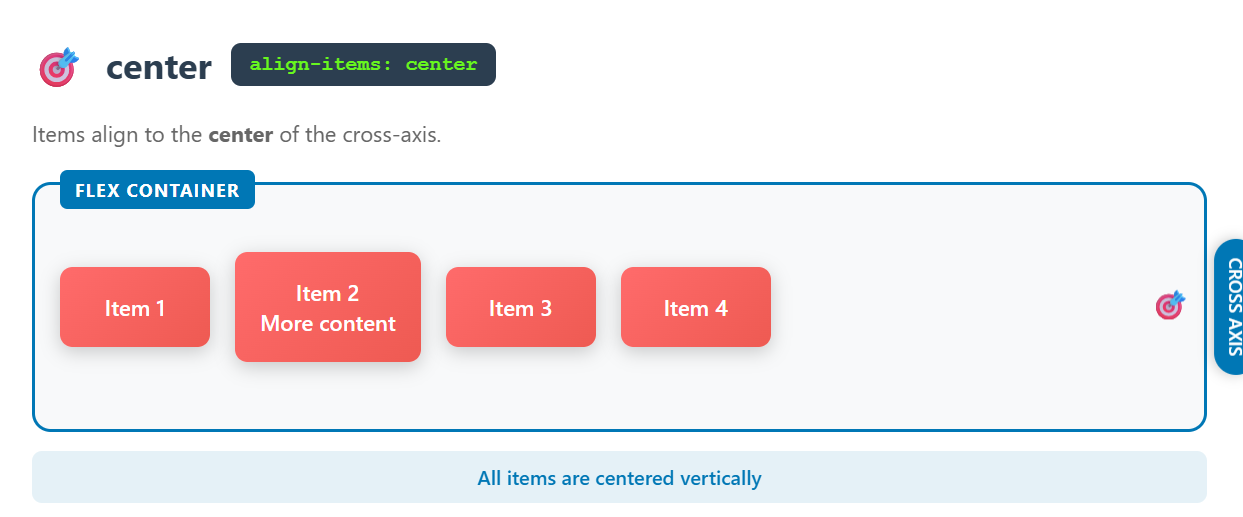 center
align-items: center
Items align to the center of the cross-axis.
FLEX CONTAINER
Item 1
Item 2
More content
Item 3
Item 4
CROSS AXIS
All items are centered vertically